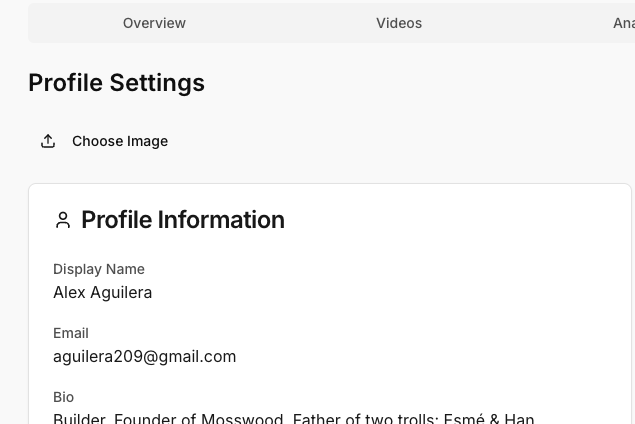 Overview Videos
Profile Settings
Choose Image
Profile Information
Display Name
Alex Aguilera
Email
aguilera209@gmail.com
Bio
Builder. Founder of Mosswood. Father of two trolls: Esmé & Han